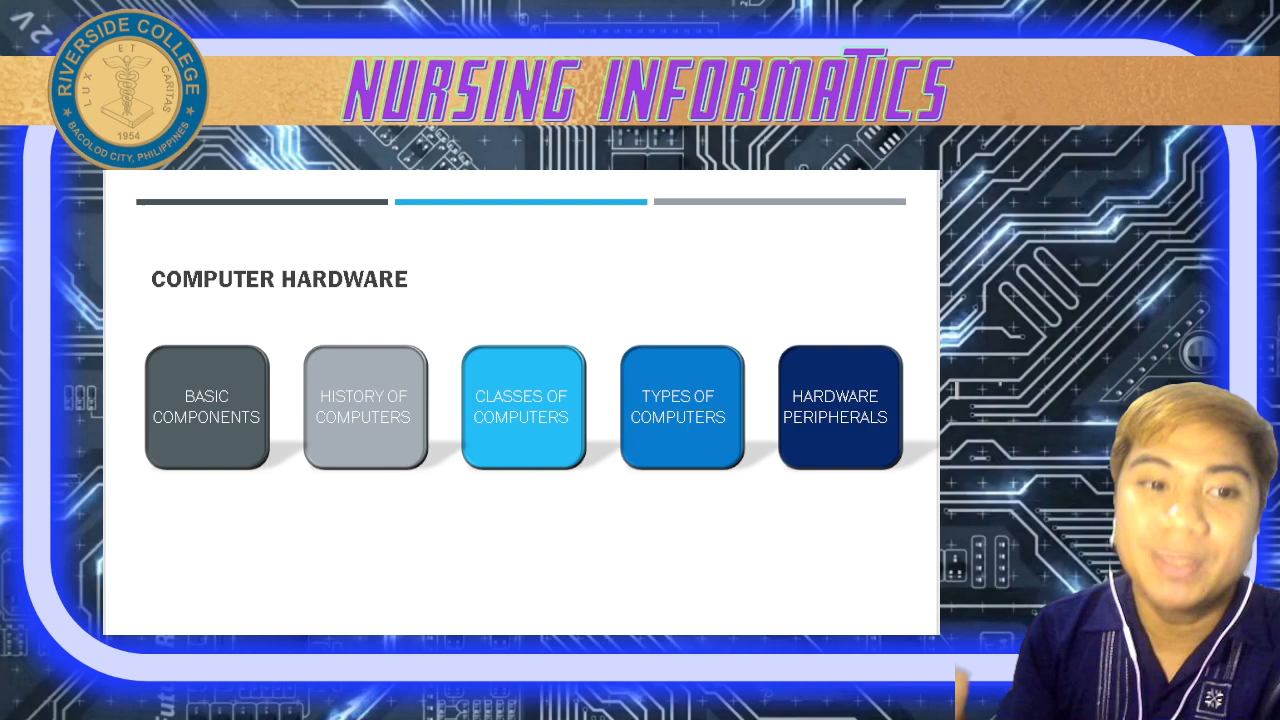 12V
RIVERSIDE COLLEGE
ET
LUX
CARITAS
1954
BACOLOD CITY, PHILIPPINES
NURSING INFORMATICS
COMPUTER HARDWARE
BASIC
COMPONENTS
HISTORY OF
COMPUTERS
CLASSES OF
COMPUTERS
TYPES OF
COMPUTERS
HARDWARE
PERIPHERALS